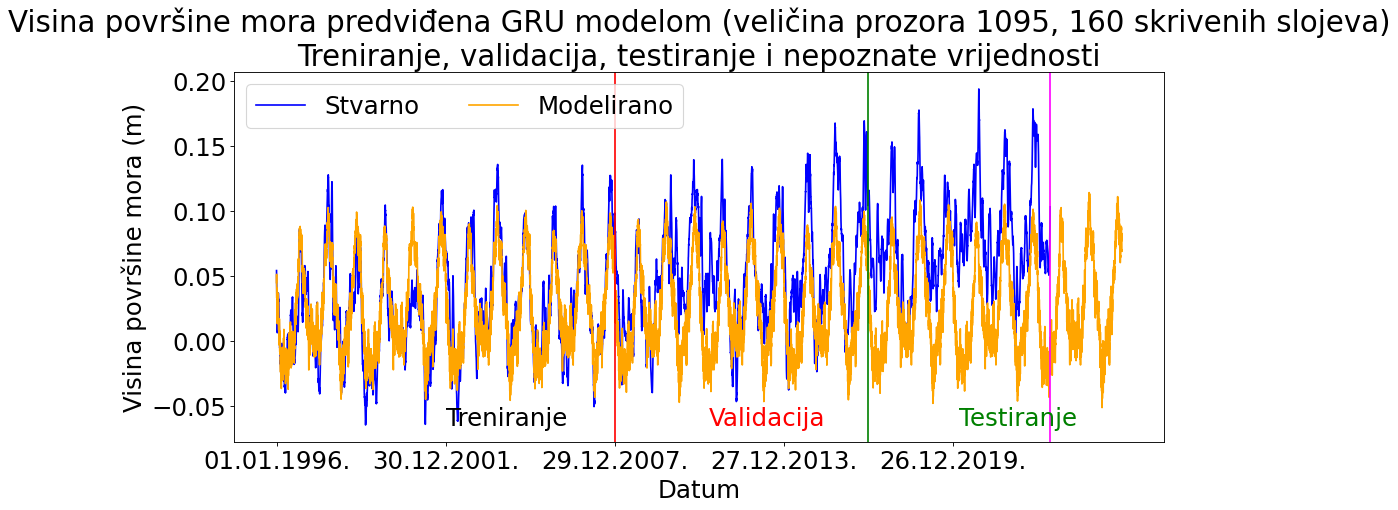 Visina površine mora predviđena GRU modelom (veličina prozora 1095, 160 skrivenih slojeva)
Treniranje, validacija, testiranje i nepoznate vrijednosti
Stvarno
Modelirano
Visina površine mora (m)
0.20
0.15
0.10
0.05
0.00
−0.05
Treniranje
Validacija
Testiranje
01.01.1996.
30.12.2001.
29.12.2007.
27.12.2013.
26.12.2019.
Datum